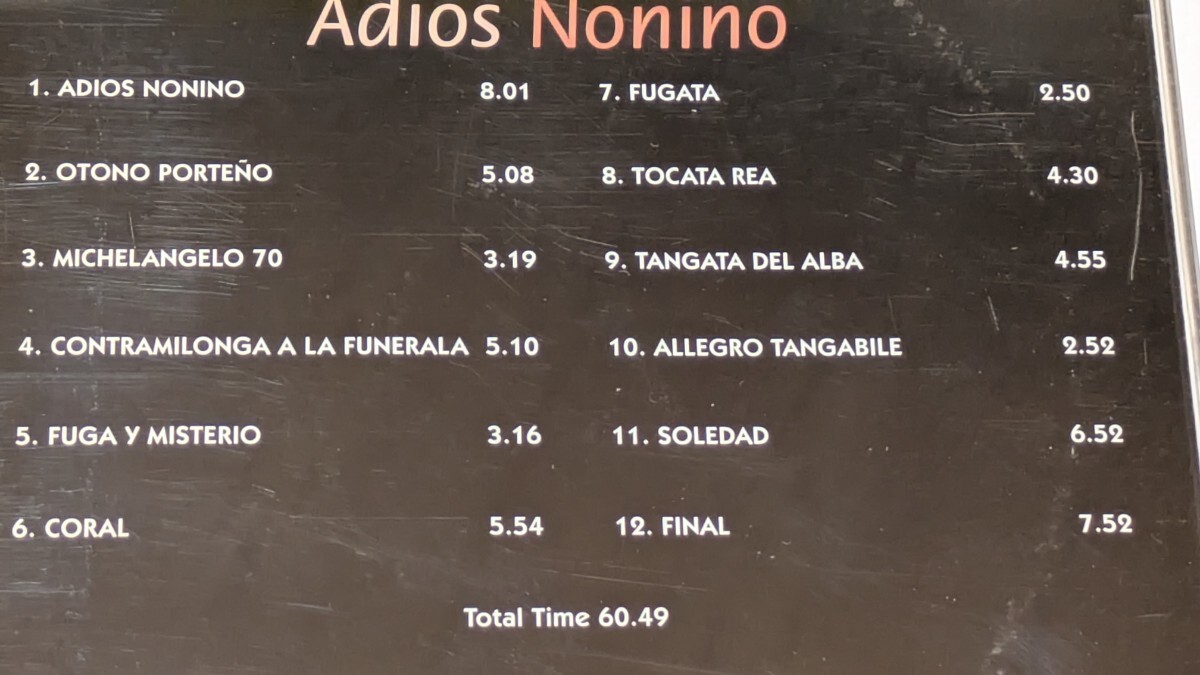 Adios Nonino
1. ADIOS NONINO 8.01
2. OTONO PORTEÑO 5.08
3. MICHELANGELO 70 3.19
4. CONTRAMILONGA A LA FUNERALA 5.10
5. FUGA Y MISTERIO 3.16
6. CORAL 5.54
7. FUGATA 2.50
8. TOCATA REA 4.30
9. TANGATA DEL ALBA 4.55
10. ALLEGRO TANGABILE 2.52
11. SOLEDAD 6.52
12. FINAL 7.52
Total Time 60.49